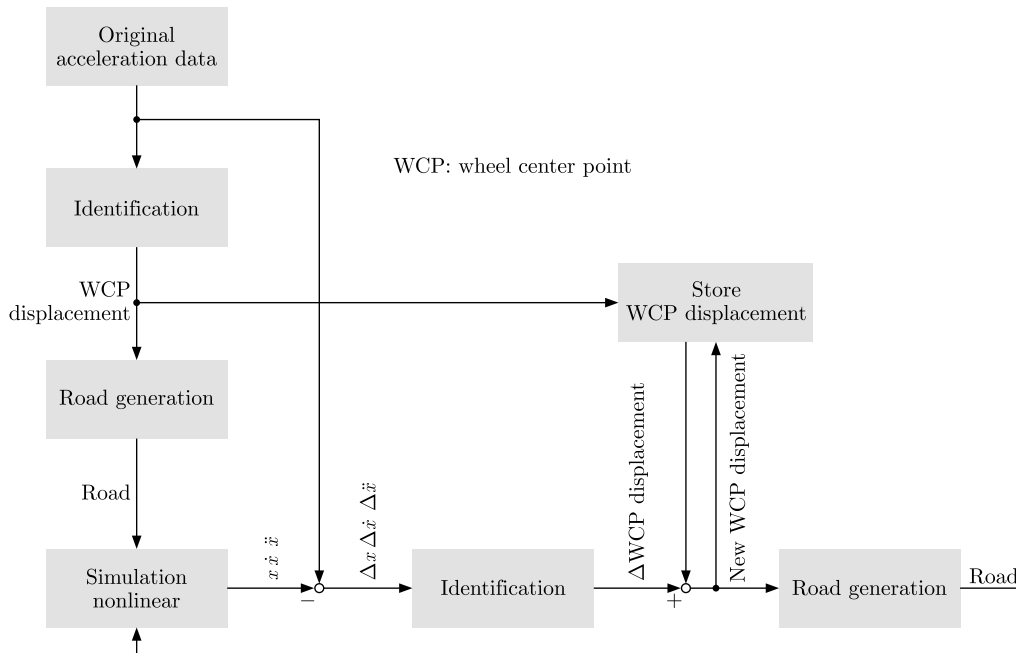 Original
acceleration data
WCP: wheel center point
Identification
WCP
displacement
Store
WCP displacement
Road generation
Road
x ẋ ẍ
Δx Δẋ Δẍ
ΔWCP displacement
New WCP displacement
Simulation
nonlinear
−
Identification
+
Road generation
Road